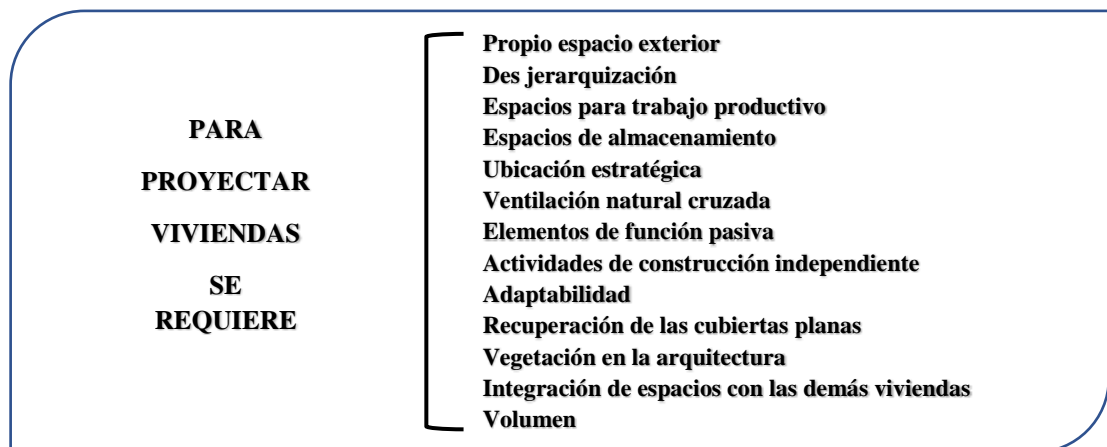 PARA
PROYECTAR
VIVIENDAS
SE
REQUIERE
Propio espacio exterior
Des jerarquización
Espacios para trabajo productivo
Espacios de almacenamiento
Ubicación estratégica
Ventilación natural cruzada
Elementos de función pasiva
Actividades de construcción independiente
Adaptabilidad
Recuperación de las cubiertas planas
Vegetación en la arquitectura
Integración de espacios con las demás viviendas
Volumen